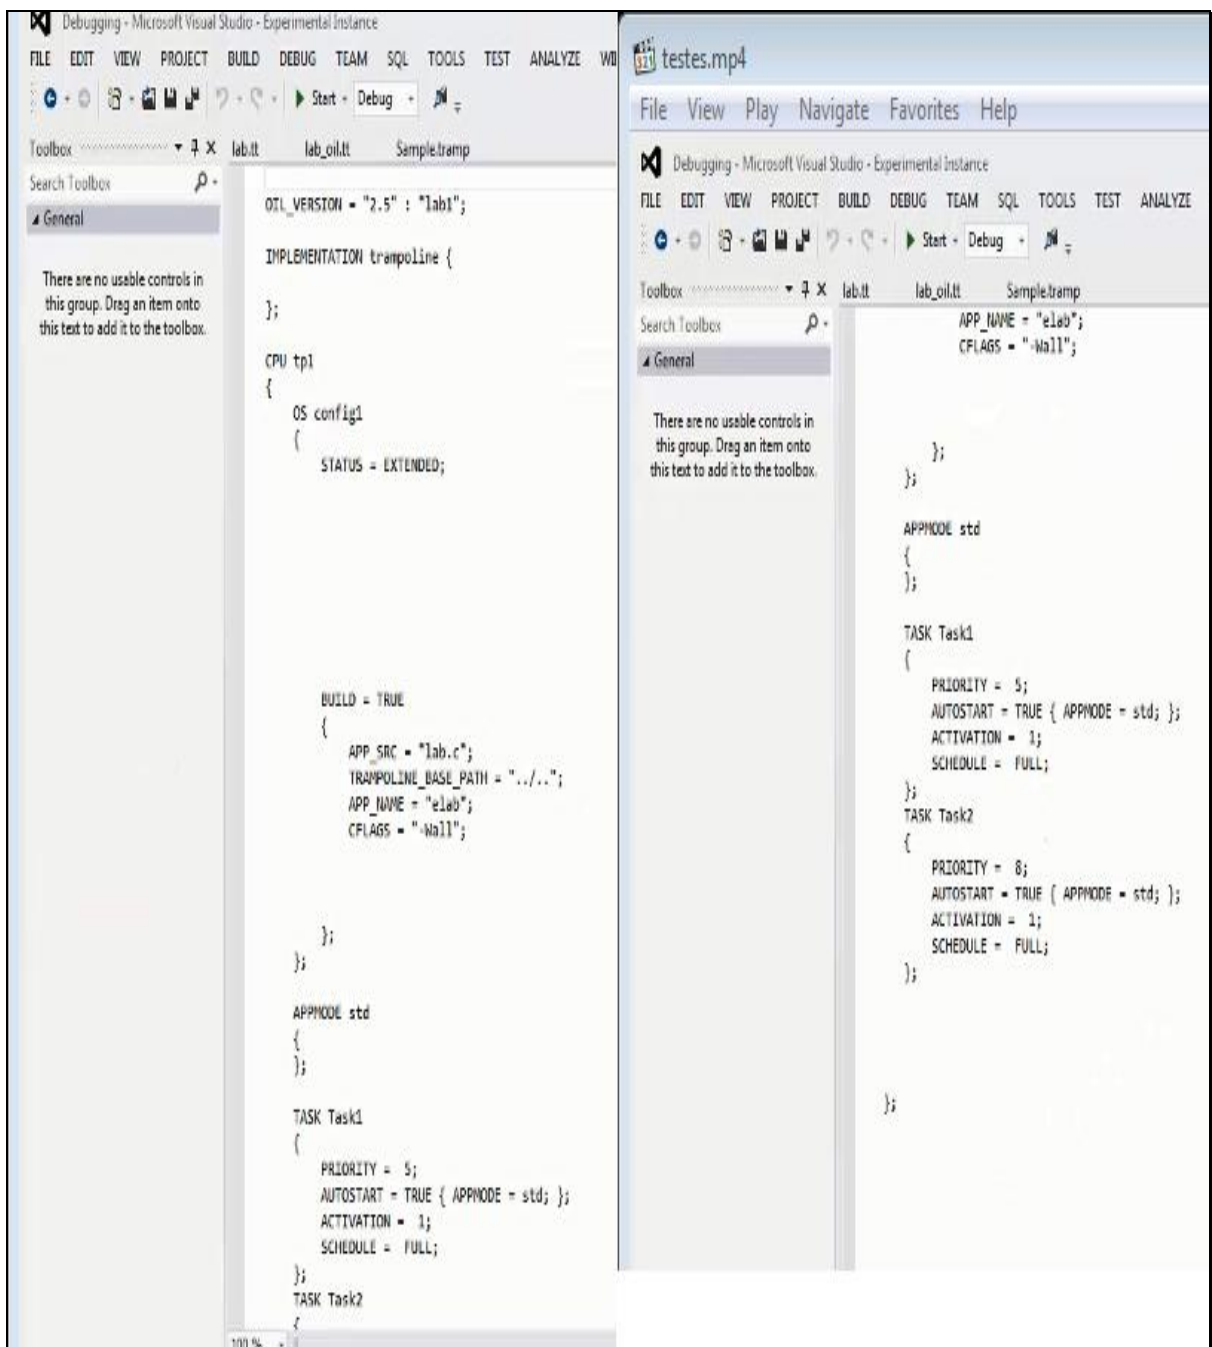 Debugging - Microsoft Visual Studio - Experimental Instance
FILE EDIT VIEW PROJECT BUILD DEBUG TEAM SQL TOOLS TEST ANALYZE WI
Start Debug
Toolbox lab.tt lab_oil.tt Sample.tramp
Search Toolbox
General
There are no usable controls in
this group. Drag an item onto
this text to add it to the toolbox.
OIL_VERSION = "2.5" : "lab1";
IMPLEMENTATION trampoline {
};
CPU tp1
{
OS config1
{
STATUS = EXTENDED;
BUILD = TRUE
{
APP_SRC = "lab.c";
TRAMPOLINE_BASE_PATH = "../..";
APP_NAME = "elab";
CFLAGS = "-Wall";
};
};
APPMODE std
{
};
TASK Task1
{
PRIORITY = 5;
AUTOSTART = TRUE { APPMODE = std; };
ACTIVATION = 1;
SCHEDULE = FULL;
};
TASK Task2
{
100 %
testes.mp4
File View Play Navigate Favorites Help
Debugging - Microsoft Visual Studio - Experimental Instance
FILE EDIT VIEW PROJECT BUILD DEBUG TEAM SQL TOOLS TEST ANALYZE
Start Debug
Toolbox lab.tt lab_oil.tt Sample.tramp
Search Toolbox
General
There are no usable controls in
this group. Drag an item onto
this text to add it to the toolbox.
APP_NAME = "elab";
CFLAGS = "-Wall";
};
};
APPMODE std
{
};
TASK Task1
{
PRIORITY = 5;
AUTOSTART = TRUE { APPMODE = std; };
ACTIVATION = 1;
SCHEDULE = FULL;
};
TASK Task2
{
PRIORITY = 8;
AUTOSTART = TRUE { APPMODE = std; };
ACTIVATION = 1;
SCHEDULE = FULL;
};
};